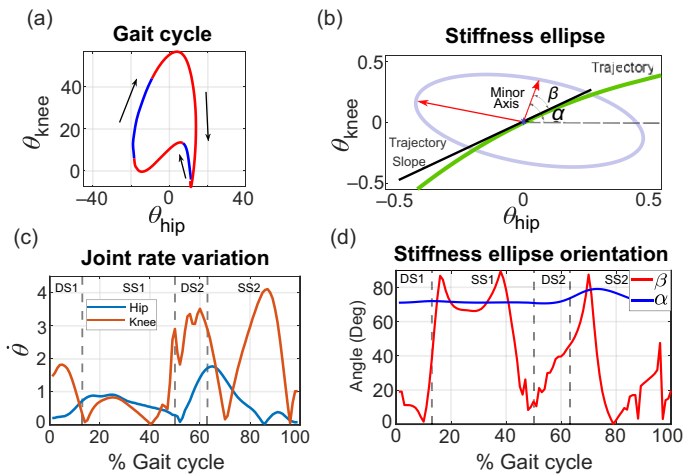 (a)
Gait cycle
θknee
40
20
0
−40
0
40
θhip
(b)
Stiffness ellipse
0.5
0
−0.5
θknee
Trajectory
Minor
Axis
β
α
Trajectory
Slope
−0.5
0
0.5
θhip
(c)
Joint rate variation
DS1
SS1
DS2
SS2
Hip
Knee
4
3
2
1
0
θ̇
0
20
40
60
80
100
% Gait cycle
(d)
Stiffness ellipse orientation
DS1
SS1
DS2
SS2
β
α
80
60
40
20
0
Angle (Deg)
0
20
40
60
80
100
% Gait cycle